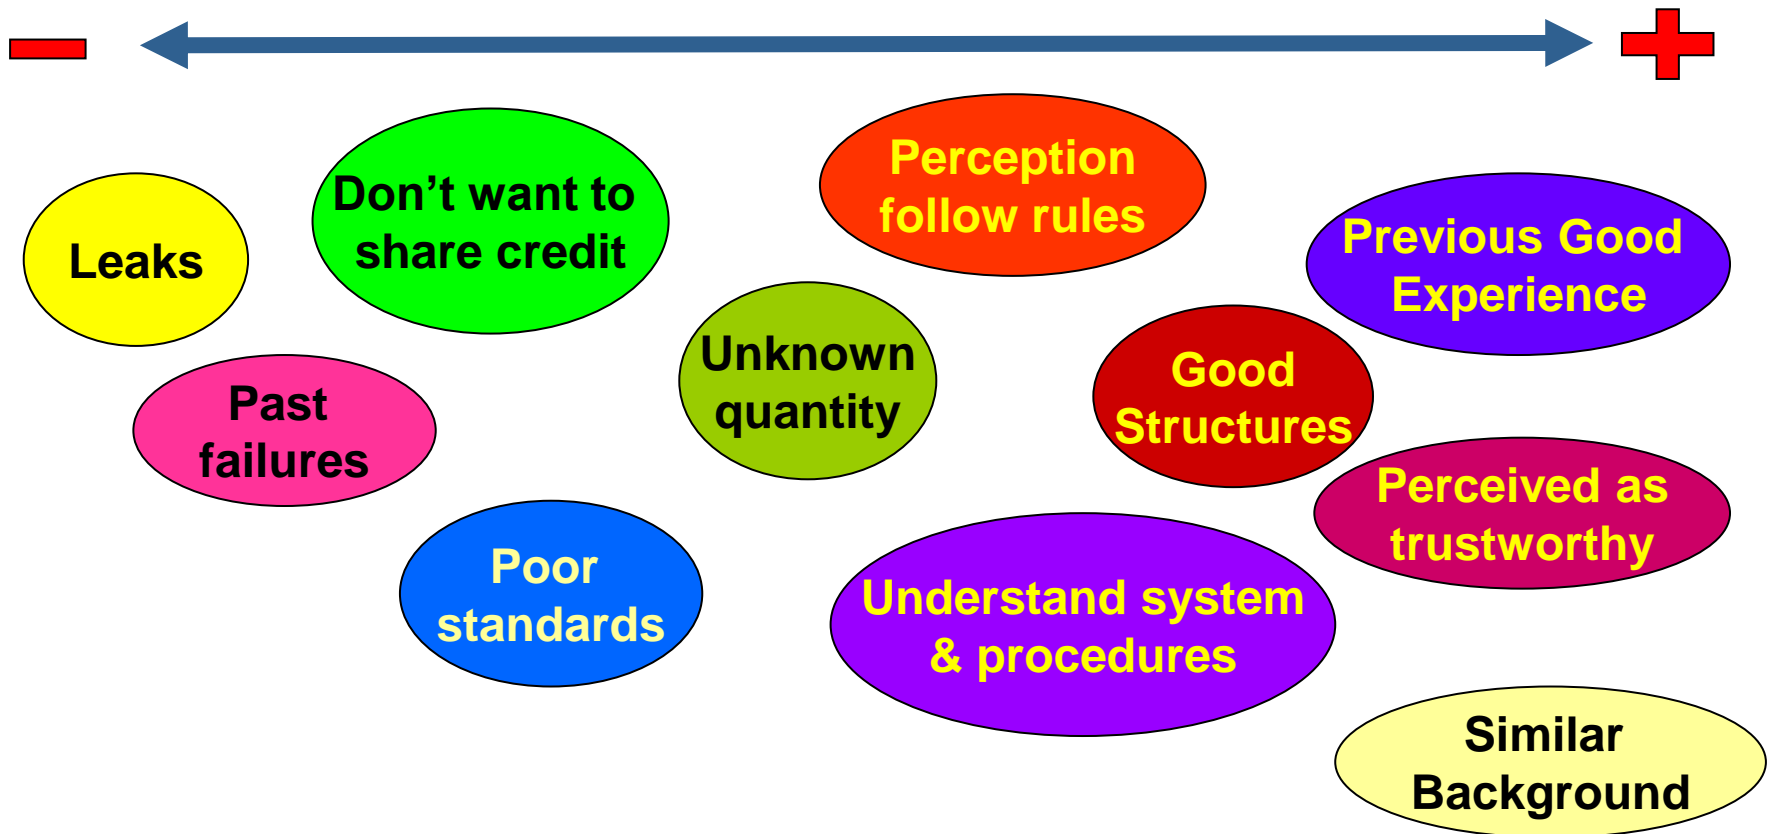 Leaks
Don’t want to
share credit
Perception
follow rules
Previous Good
Experience
Past
failures
Unknown
quantity
Good
Structures
Perceived as
trustworthy
Poor
standards
Understand system
& procedures
Similar
Background